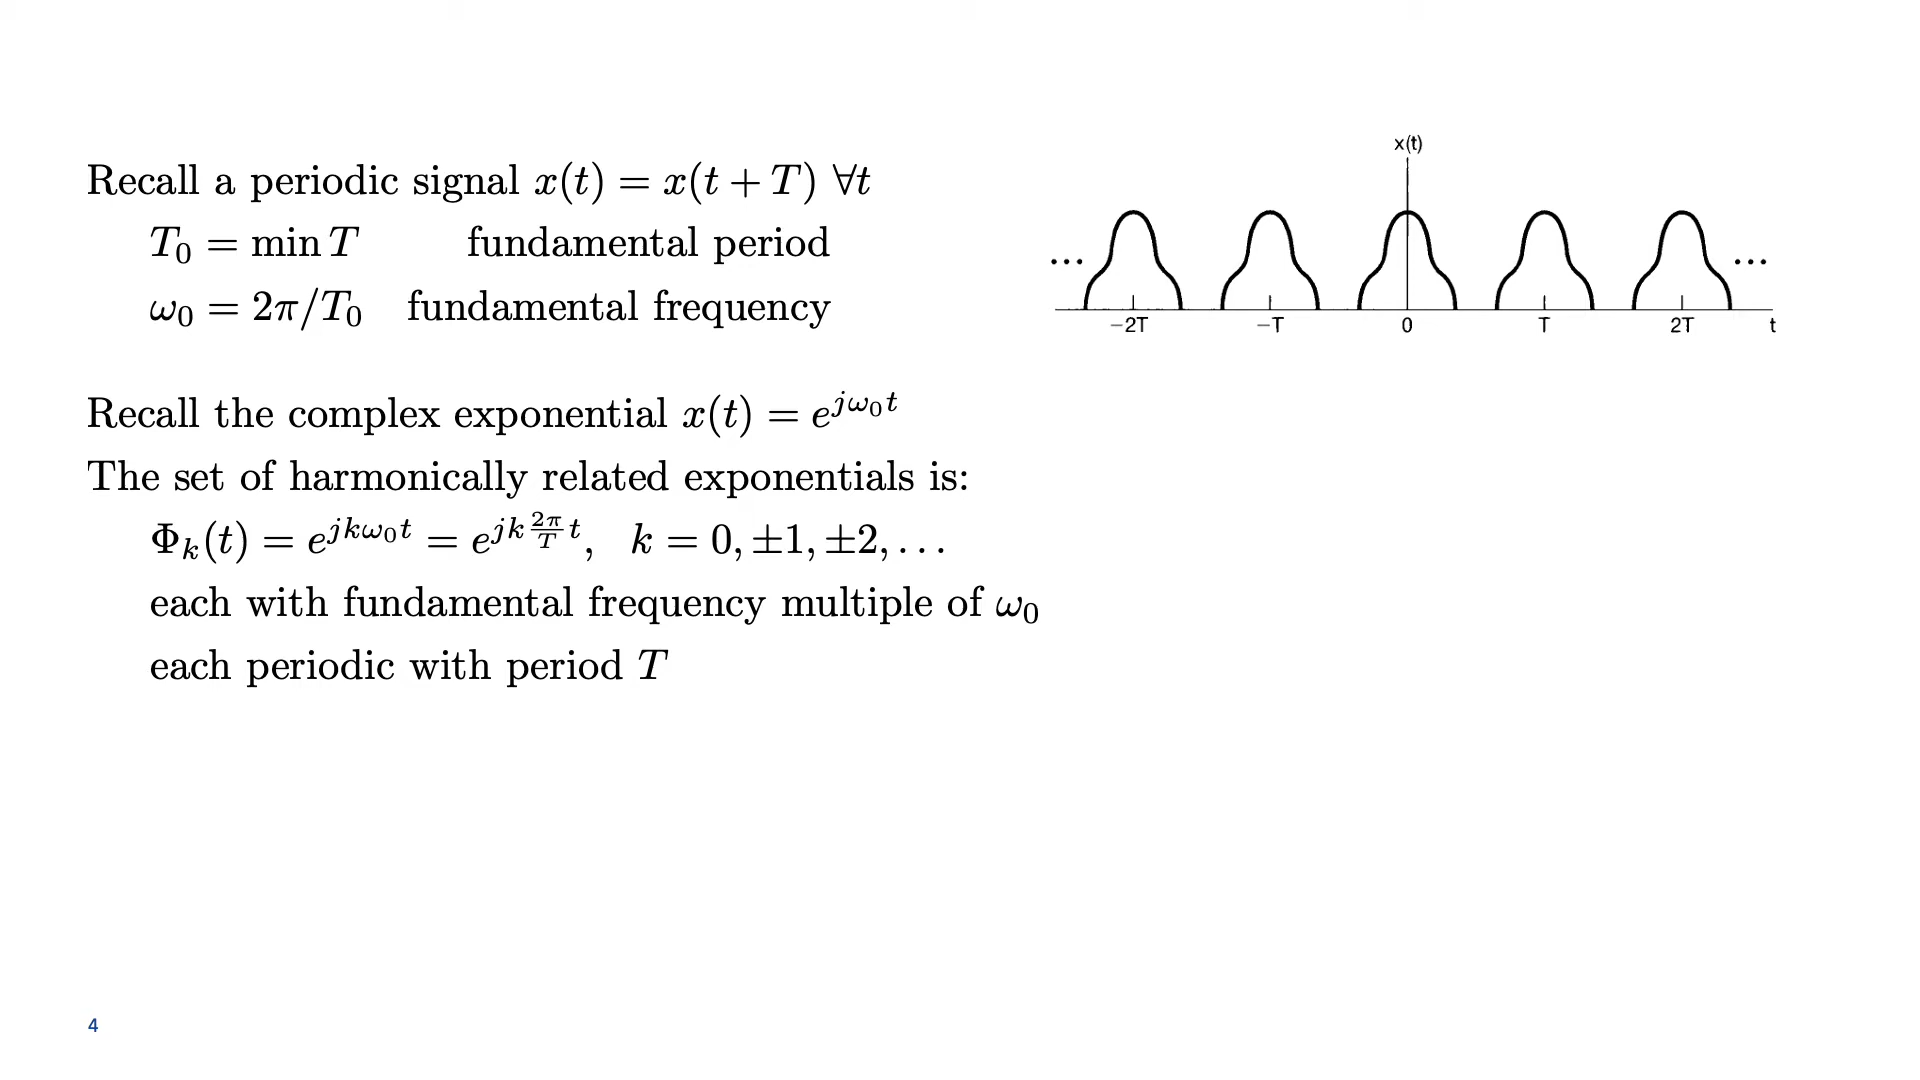 Recall a periodic signal x(t) = x(t + T) ∀t
T₀ = min T fundamental period
ω₀ = 2π/T₀ fundamental frequency
x(t)
... ...
−2T −T 0 T 2T t
Recall the complex exponential x(t) = e^{jω₀t}
The set of harmonically related exponentials is:
Φₖ(t) = e^{jkω₀t} = e^{jk\frac{2π}{T}t}, k = 0, ±1, ±2, . . .
each with fundamental frequency multiple of ω₀
each periodic with period T
4